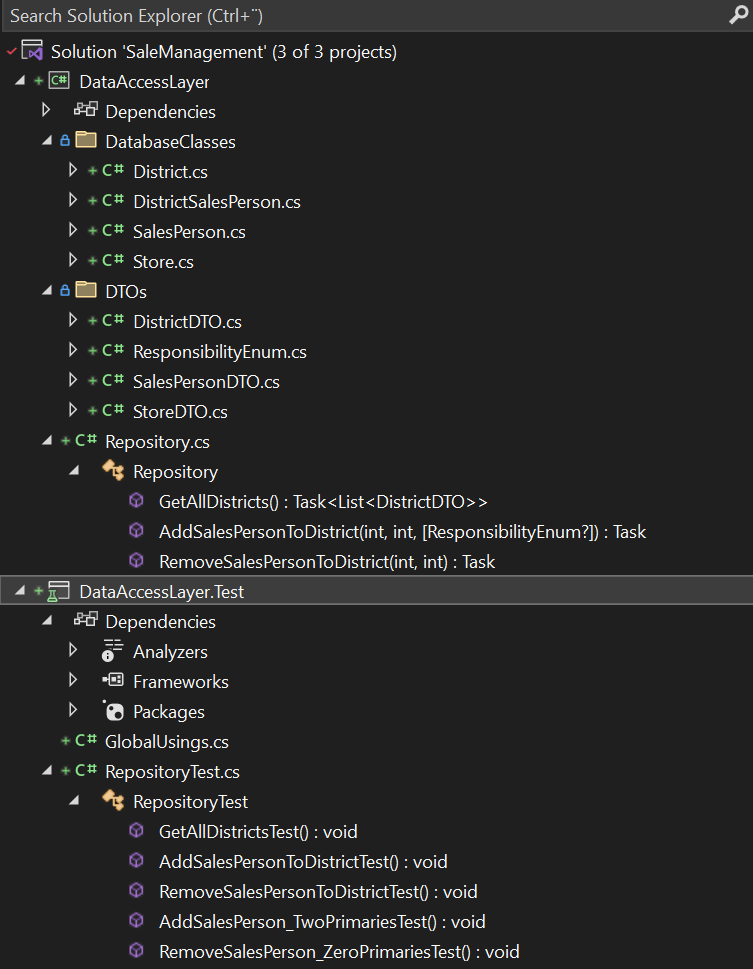 Search Solution Explorer (Ctrl+¨)
Solution 'SaleManagement' (3 of 3 projects)
C# DataAccessLayer
Dependencies
DatabaseClasses
C# District.cs
C# DistrictSalesPerson.cs
C# SalesPerson.cs
C# Store.cs
DTOs
C# DistrictDTO.cs
C# ResponsibilityEnum.cs
C# SalesPersonDTO.cs
C# StoreDTO.cs
C# Repository.cs
Repository
GetAllDistricts() : Task<List<DistrictDTO>>
AddSalesPersonToDistrict(int, int, [ResponsibilityEnum?]) : Task
RemoveSalesPersonToDistrict(int, int) : Task
DataAccessLayer.Test
Dependencies
Analyzers
Frameworks
Packages
C# GlobalUsings.cs
C# RepositoryTest.cs
RepositoryTest
GetAllDistrictsTest() : void
AddSalesPersonToDistrictTest() : void
RemoveSalesPersonToDistrictTest() : void
AddSalesPerson_TwoPrimariesTest() : void
RemoveSalesPerson_ZeroPrimariesTest() : void